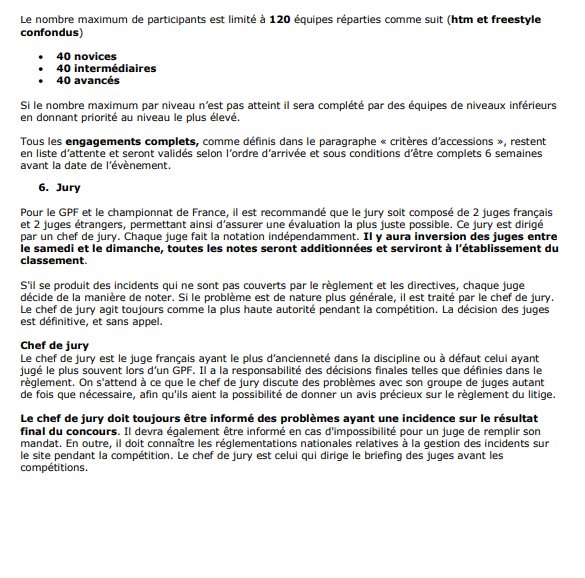 Le nombre maximum de participants est limité à 120 équipes réparties comme suit (htm et freestyle
confondus)
• 40 novices
• 40 intermédiaires
• 40 avancés
Si le nombre maximum par niveau n'est pas atteint il sera complété par des équipes de niveaux inférieurs
en donnant priorité au niveau le plus élevé.
Tous les engagements complets, comme définis dans le paragraphe « critères d'accessions », restent
en liste d'attente et seront validés selon l'ordre d'arrivée et sous conditions d'être complets 6 semaines
avant la date de l'évènement.
6. Jury
Pour le GPF et le championnat de France, il est recommandé que le jury soit composé de 2 juges français
et 2 juges étrangers, permettant ainsi d'assurer une évaluation la plus juste possible. Ce jury est dirigé
par un chef de jury. Chaque juge fait la notation indépendamment. Il y aura inversion des juges entre
le samedi et le dimanche, toutes les notes seront additionnées et serviront à l'établissement du
classement.
S'il se produit des incidents qui ne sont pas couverts par le règlement et les directives, chaque juge
décide de la manière de noter. Si le problème est de nature plus générale, il est traité par le chef de jury.
Le chef de jury agit toujours comme la plus haute autorité pendant la compétition. La décision des juges
est définitive, et sans appel.
Chef de jury
Le chef de jury est le juge français ayant le plus d'ancienneté dans la discipline ou à défaut celui ayant
jugé le plus souvent lors d'un GPF. Il a la responsabilité des décisions finales telles que définies dans le
règlement. On s'attend à ce que le chef de jury discute des problèmes avec son groupe de juges autant
de fois que nécessaire, afin qu'ils aient la possibilité de donner un avis précieux sur le règlement du litige.
Le chef de jury doit toujours être informé des problèmes ayant une incidence sur le résultat
final du concours. Il devra également être informé en cas d'impossibilité pour un juge de remplir son
mandat. En outre, il doit connaître les réglementations nationales relatives à la gestion des incidents sur
le site pendant la compétition. Le chef de jury est celui qui dirige le briefing des juges avant les
compétitions.